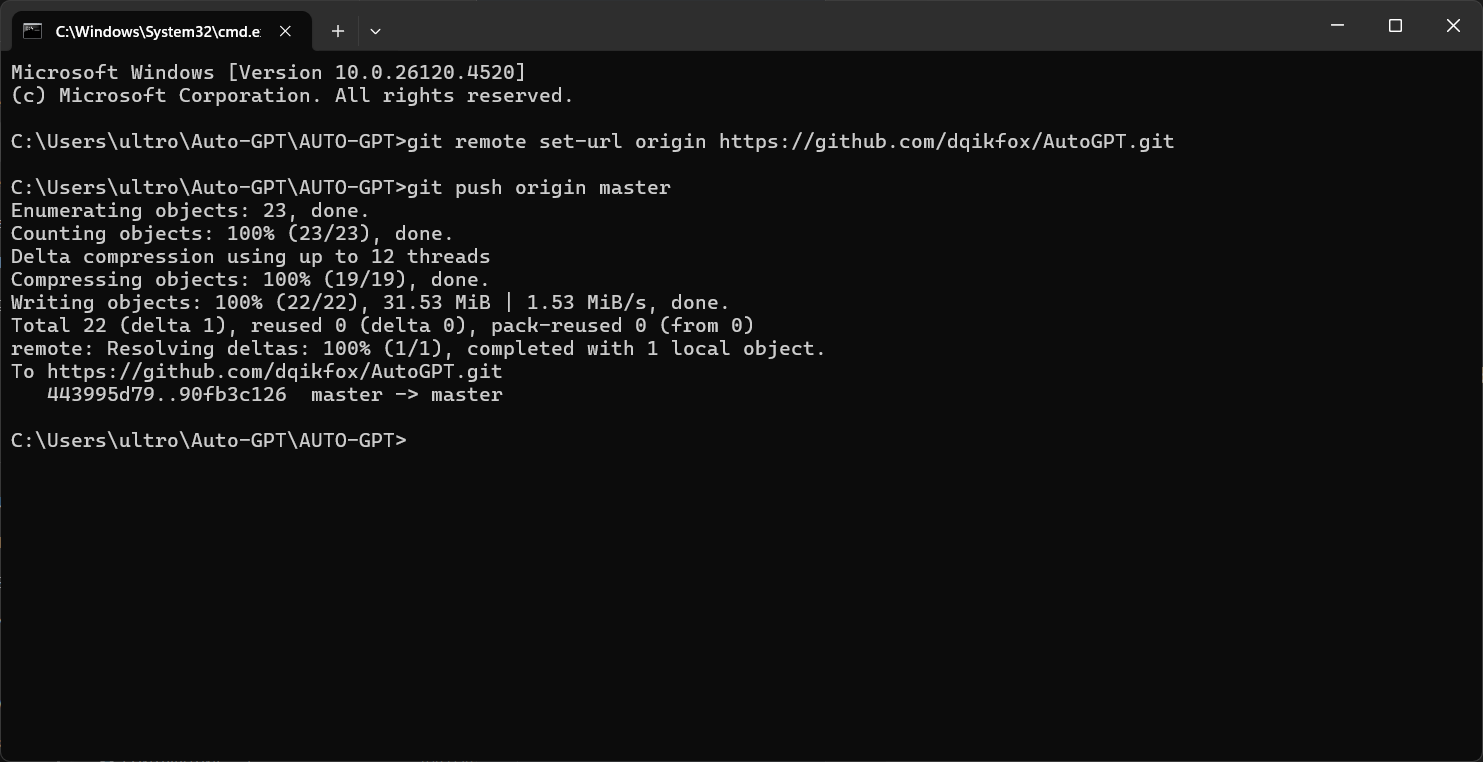 C:\Windows\System32\cmd.e
Microsoft Windows [Version 10.0.26120.4520]
(c) Microsoft Corporation. All rights reserved.
C:\Users\ultro\Auto-GPT\AUTO-GPT>git remote set-url origin https://github.com/dqikfox/AutoGPT.git
C:\Users\ultro\Auto-GPT\AUTO-GPT>git push origin master
Enumerating objects: 23, done.
Counting objects: 100% (23/23), done.
Delta compression using up to 12 threads
Compressing objects: 100% (19/19), done.
Writing objects: 100% (22/22), 31.53 MiB | 1.53 MiB/s, done.
Total 22 (delta 1), reused 0 (delta 0), pack-reused 0 (from 0)
remote: Resolving deltas: 100% (1/1), completed with 1 local object.
To https://github.com/dqikfox/AutoGPT.git
   443995d79..90fb3c126  master -> master
C:\Users\ultro\Auto-GPT\AUTO-GPT>